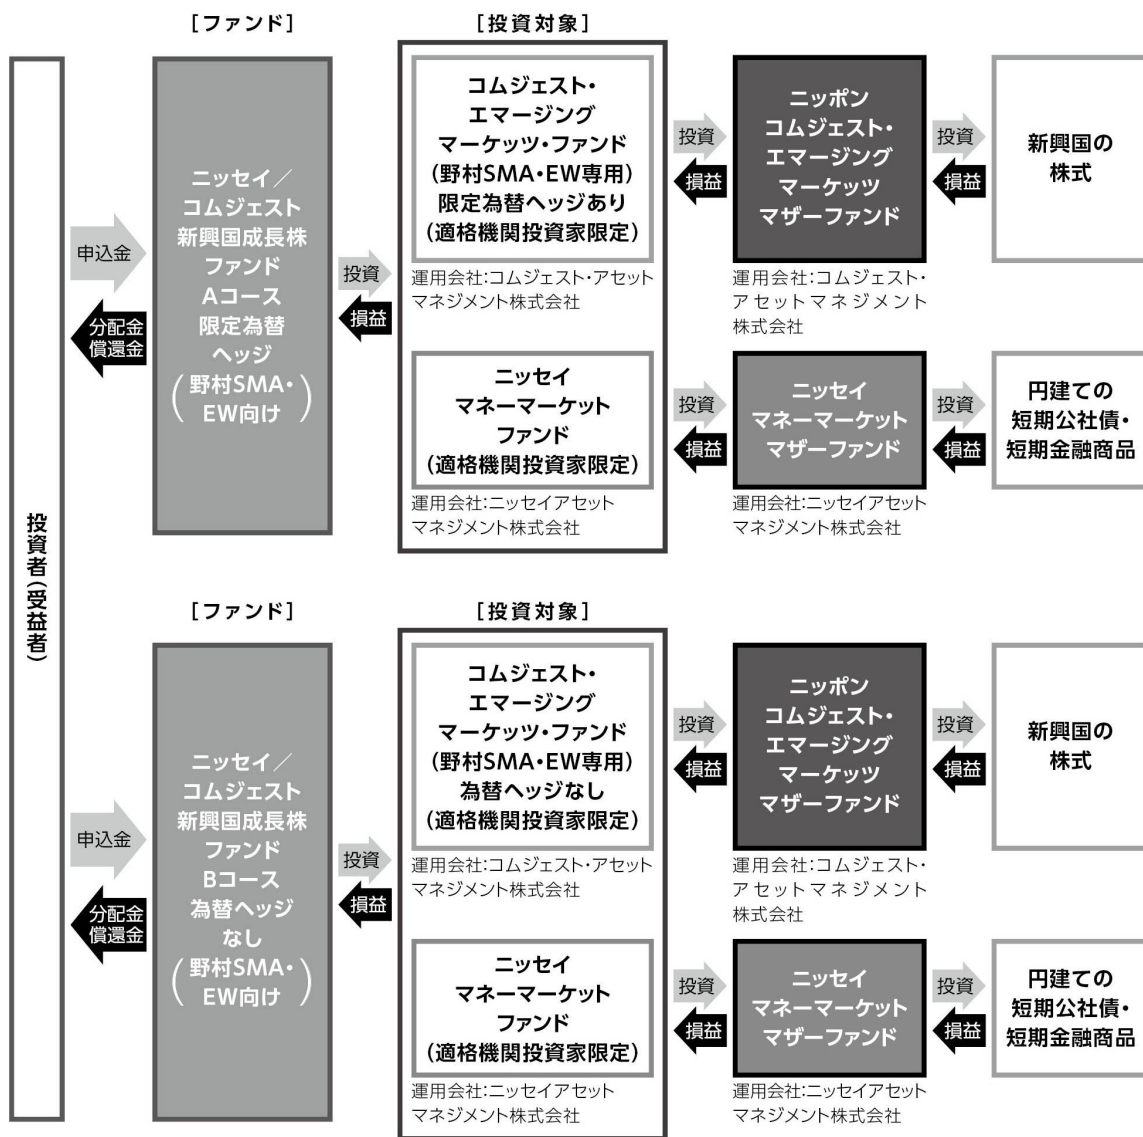 [ファンド]
[投資対象]
投資者(受益者)
申込金
分配金
償還金
ニッセイ／
コムジェスト
新興国成長株
ファンド
Aコース
限定為替
ヘッジ
(野村SMA・
EW向け)
投資
損益
コムジェスト・
エマージング
マーケッツ・ファンド
(野村SMA・EW専用)
限定為替ヘッジあり
(適格機関投資家限定)
運用会社:コムジェスト・アセット
マネジメント株式会社
投資
損益
ニッポン
コムジェスト・
エマージング
マーケッツ
マザーファンド
運用会社:コムジェスト・
アセットマネジメント
株式会社
投資
損益
新興国の
株式
ニッセイ
マネーマーケット
ファンド
(適格機関投資家限定)
運用会社:ニッセイアセット
マネジメント株式会社
投資
損益
ニッセイ
マネーマーケット
マザーファンド
運用会社:ニッセイアセット
マネジメント株式会社
投資
損益
円建ての
短期公社債・
短期金融商品
[ファンド]
[投資対象]
申込金
分配金
償還金
ニッセイ／
コムジェスト
新興国成長株
ファンド
Bコース
為替ヘッジ
なし
(野村SMA・
EW向け)
投資
損益
コムジェスト・
エマージング
マーケッツ・ファンド
(野村SMA・EW専用)
為替ヘッジなし
(適格機関投資家限定)
運用会社:コムジェスト・アセット
マネジメント株式会社
投資
損益
ニッポン
コムジェスト・
エマージング
マーケッツ
マザーファンド
運用会社:コムジェスト・
アセットマネジメント
株式会社
投資
損益
新興国の
株式
ニッセイ
マネーマーケット
ファンド
(適格機関投資家限定)
運用会社:ニッセイアセット
マネジメント株式会社
投資
損益
ニッセイ
マネーマーケット
マザーファンド
運用会社:ニッセイアセット
マネジメント株式会社
投資
損益
円建ての
短期公社債・
短期金融商品